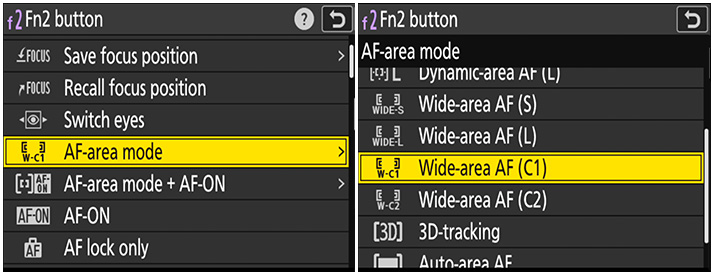 f2 Fn2 button
?
FOCUS Save focus position
FOCUS Recall focus position
Switch eyes
W-C1 AF-area mode
AF-ON AF-area mode + AF-ON
AF-ON AF-ON
AF AF lock only
f2 Fn2 button
AF-area mode
L Dynamic-area AF (L)
WIDE-S Wide-area AF (S)
WIDE-L Wide-area AF (L)
W-C1 Wide-area AF (C1)
W-C2 Wide-area AF (C2)
[3D] 3D-tracking
Auto-area AF